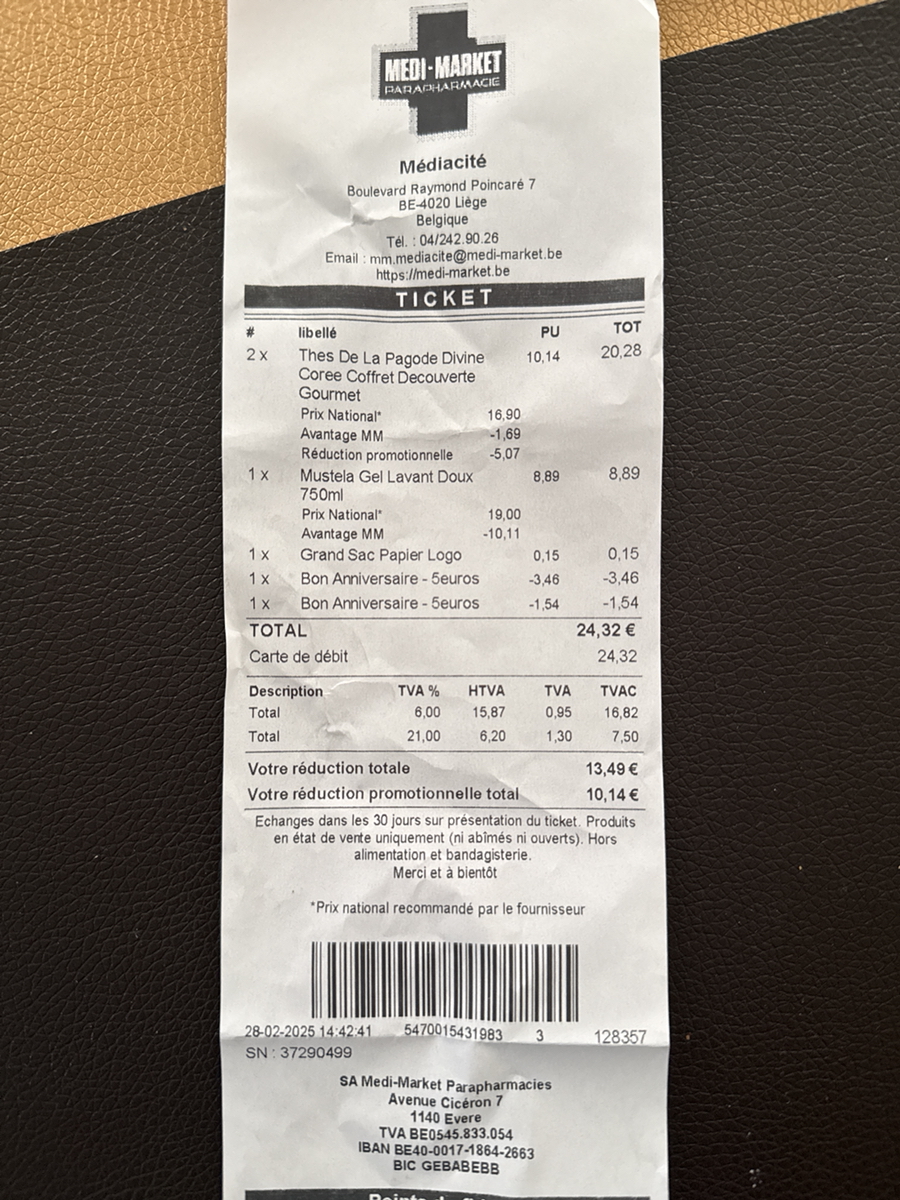 MEDI-MARKET
PARAPHARMACIE
Médiacité
Boulevard Raymond Poincaré 7
BE-4020 Liège
Belgique
Tél. : 04/242.90.26
Email : mm.mediacite@medi-market.be
https://medi-market.be
TICKET
# libellé PU TOT
2 x Thes De La Pagode Divine 10,14 20,28
Coree Coffret Decouverte
Gourmet
Prix National* 16,90
Avantage MM -1,69
Réduction promotionnelle -5,07
1 x Mustela Gel Lavant Doux 8,89 8,89
750ml
Prix National* 19,00
Avantage MM -10,11
1 x Grand Sac Papier Logo 0,15 0,15
1 x Bon Anniversaire - 5euros -3,46 -3,46
1 x Bon Anniversaire - 5euros -1,54 -1,54
TOTAL 24,32 €
Carte de débit 24,32
Description TVA % HTVA TVA TVAC
Total 6,00 15,87 0,95 16,82
Total 21,00 6,20 1,30 7,50
Votre réduction totale 13,49 €
Votre réduction promotionnelle total 10,14 €
Echanges dans les 30 jours sur présentation du ticket. Produits
en état de vente uniquement (ni abîmés ni ouverts). Hors
alimentation et bandagisterie.
Merci et à bientôt
*Prix national recommandé par le fournisseur
28-02-2025 14:42:41 5470015431983 3 128357
SN : 37290499
SA Medi-Market Parapharmacies
Avenue Cicéron 7
1140 Evere
TVA BE0545.833.054
IBAN BE40-0017-1864-2663
BIC GEBABEBB